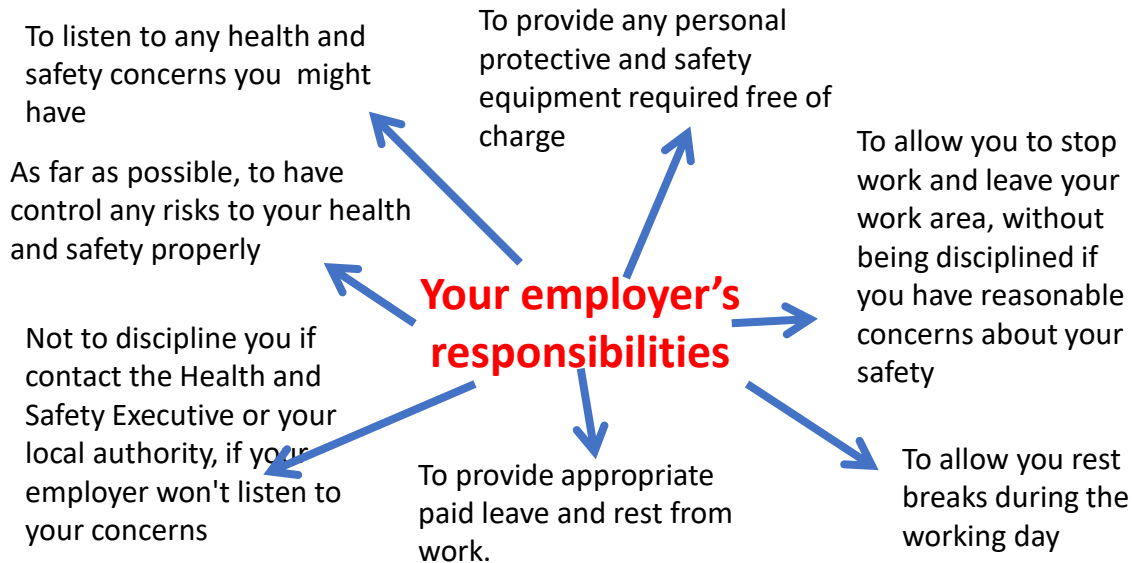 To listen to any health and
safety concerns you might
have
To provide any personal
protective and safety
equipment required free of
charge
As far as possible, to have
control any risks to your health
and safety properly
To allow you to stop
work and leave your
work area, without
being disciplined if
you have reasonable
concerns about your
safety
Your employer’s
responsibilities
Not to discipline you if
contact the Health and
Safety Executive or your
local authority, if your
employer won't listen to
your concerns
To provide appropriate
paid leave and rest from
work.
To allow you rest
breaks during the
working day